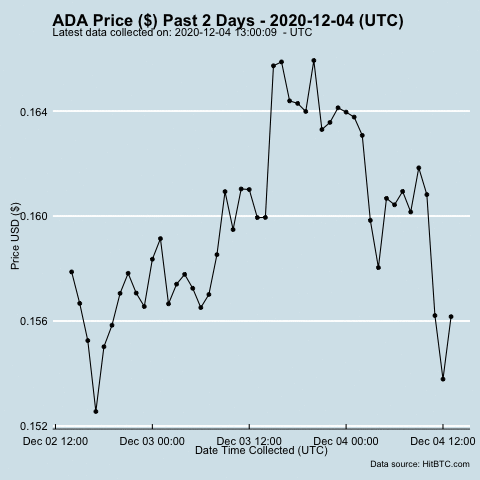 ADA Price ($) Past 2 Days - 2020-12-04 (UTC)
Latest data collected on: 2020-12-04 13:00:09  - UTC
0.164
0.160
0.156
0.152
Price USD ($)
Dec 02 12:00 Dec 03 00:00 Dec 03 12:00 Dec 04 00:00 Dec 04 12:00
Date Time Collected (UTC)
Data source: HitBTC.com